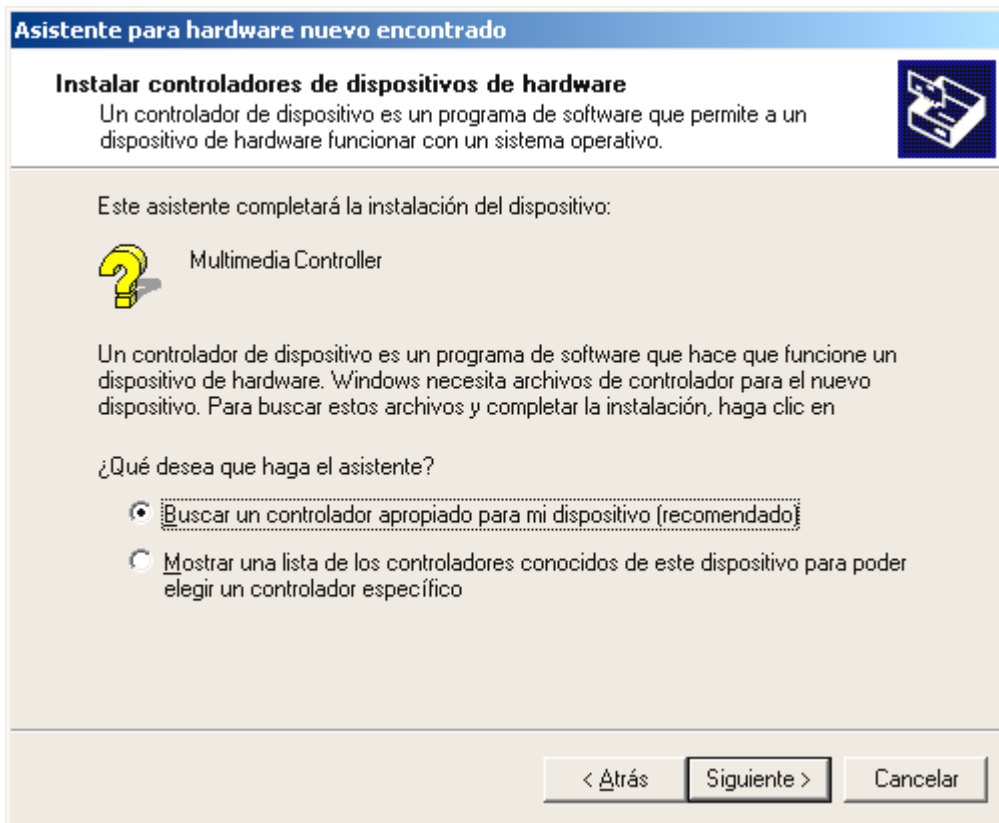 Asistente para hardware nuevo encontrado
Instalar controladores de dispositivos de hardware
Un controlador de dispositivo es un programa de software que permite a un
dispositivo de hardware funcionar con un sistema operativo.
Este asistente completará la instalación del dispositivo:
Multimedia Controller
Un controlador de dispositivo es un programa de software que hace que funcione un
dispositivo de hardware. Windows necesita archivos de controlador para el nuevo
dispositivo. Para buscar estos archivos y completar la instalación, haga clic en
¿Qué desea que haga el asistente?
Buscar un controlador apropiado para mi dispositivo (recomendado)
Mostrar una lista de los controladores conocidos de este dispositivo para poder
elegir un controlador específico
< Atrás Siguiente > Cancelar